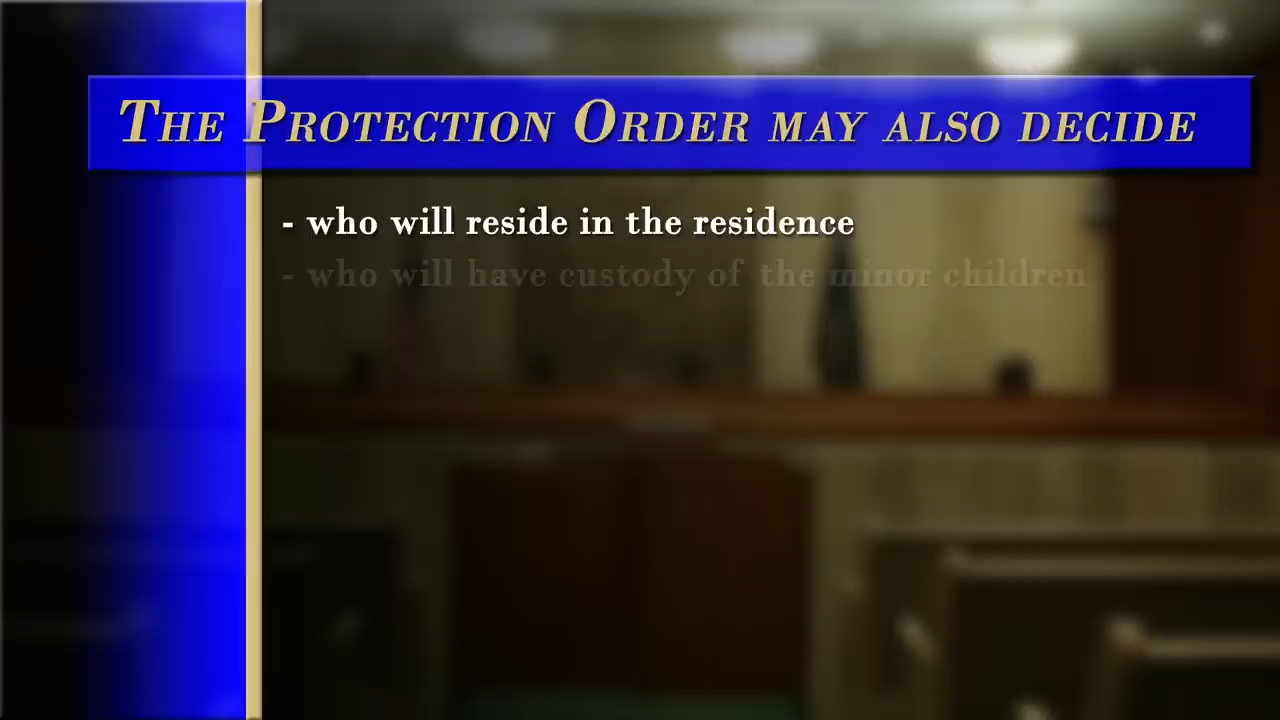 The Protection Order may also decide
- who will reside in the residence
- who will have custody of the minor children